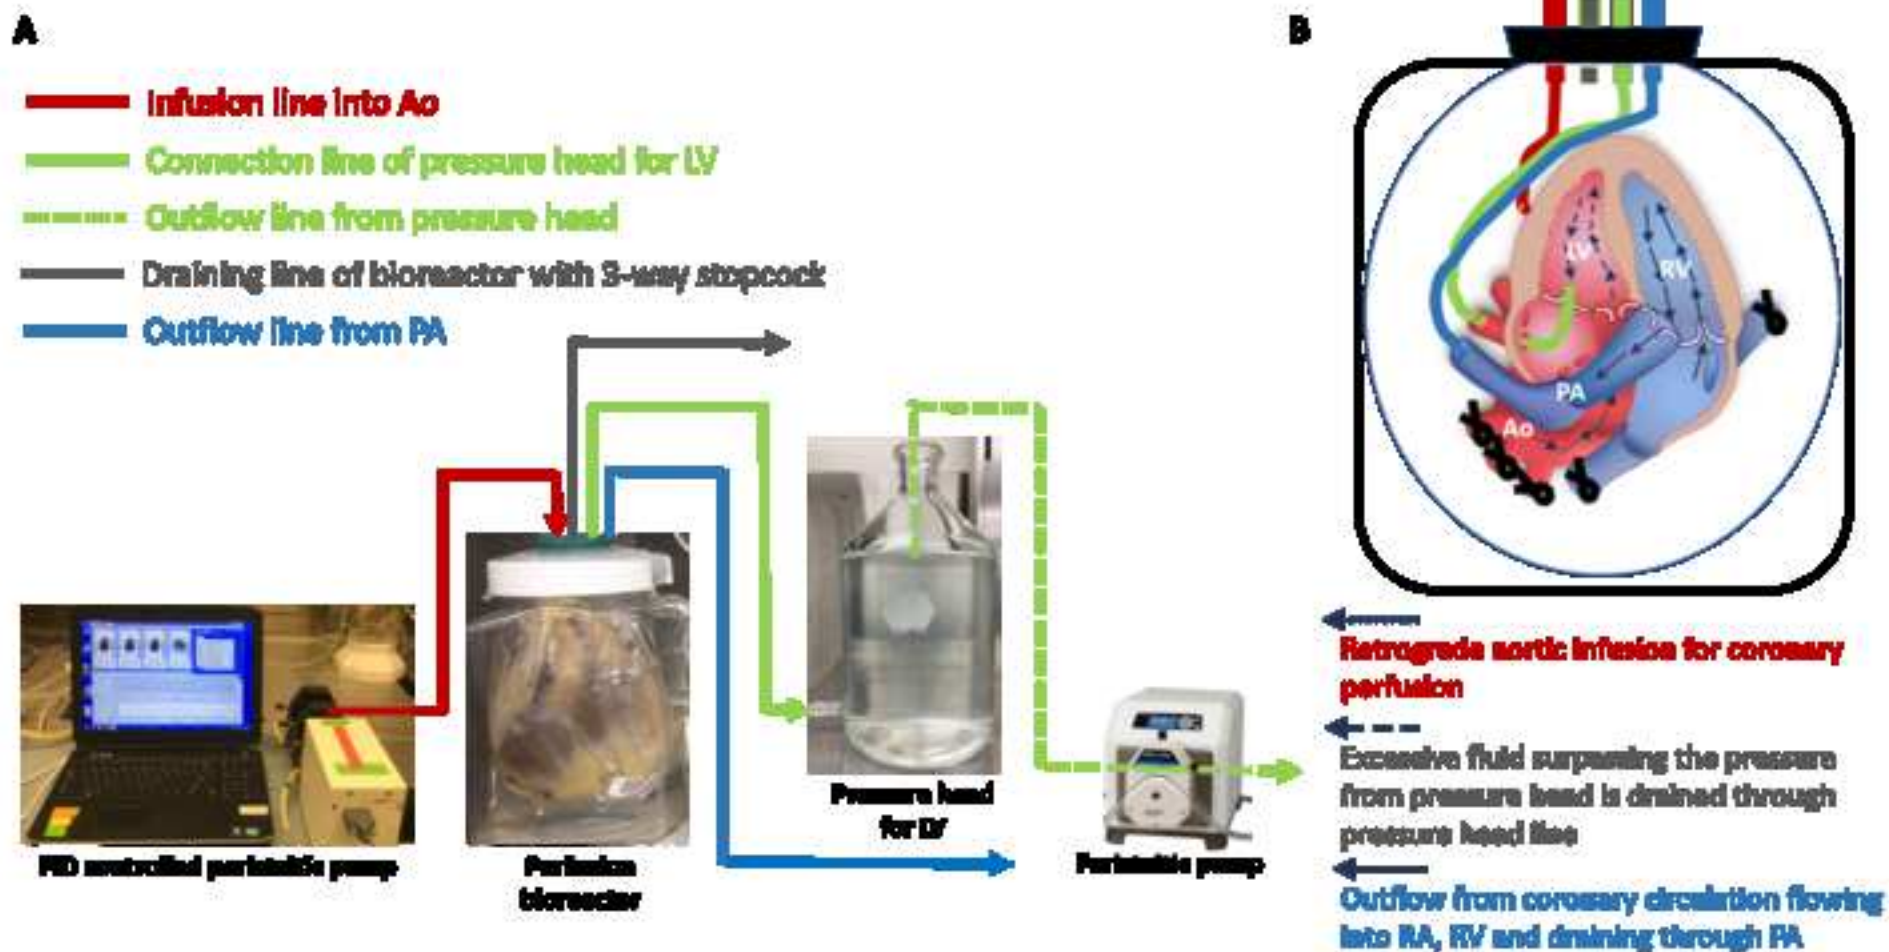 A
Infusion line into Ao
Connection line of pressure head for LV
Outflow line from pressure head
Draining line of bioreactor with 3-way stopcock
Outflow line from PA
PID controlled peristaltic pump
Perfusion
bioreactor
Pressure head
for LV
Peristaltic pump
B
LV
RV
PA
Ao
Retrograde aortic infusion for coronary
perfusion
Excessive fluid surpassing the pressure
from pressure head is drained through
pressure head line
Outflow from coronary circulation flowing
into RA, RV and draining through PA